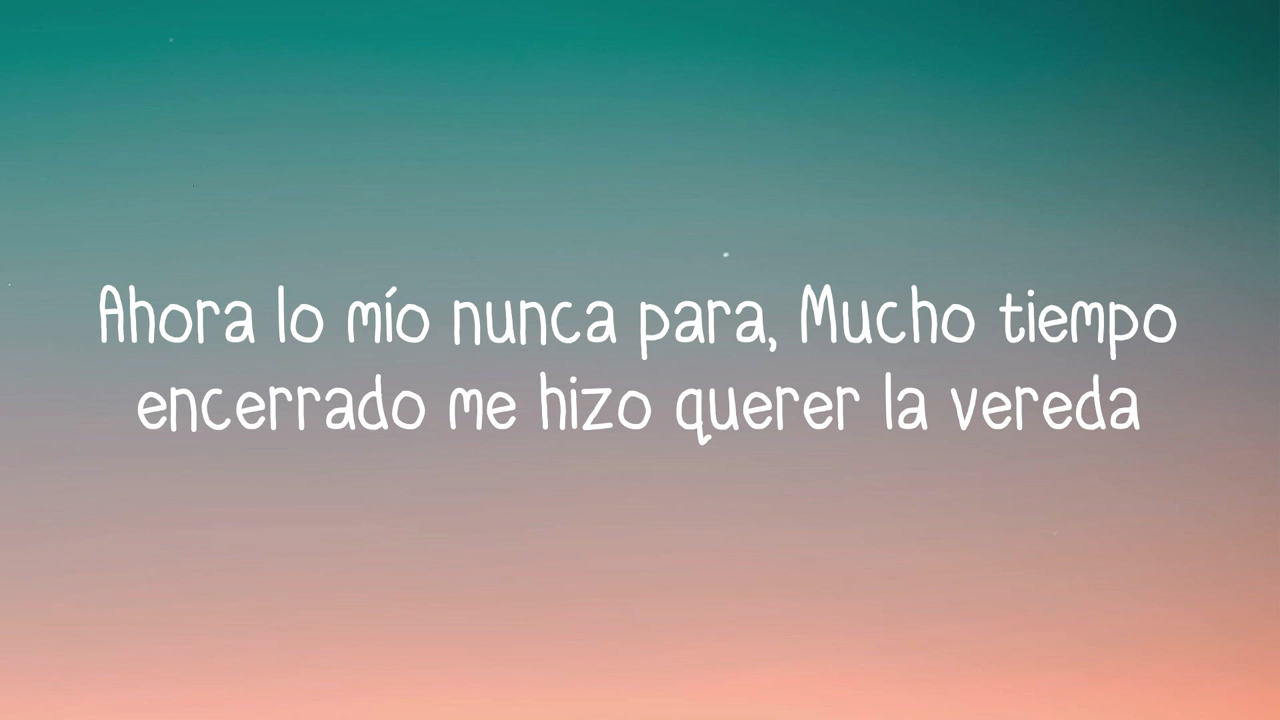 Ahora lo mío nunca para, Mucho tiempo
encerrado me hizo querer la vereda